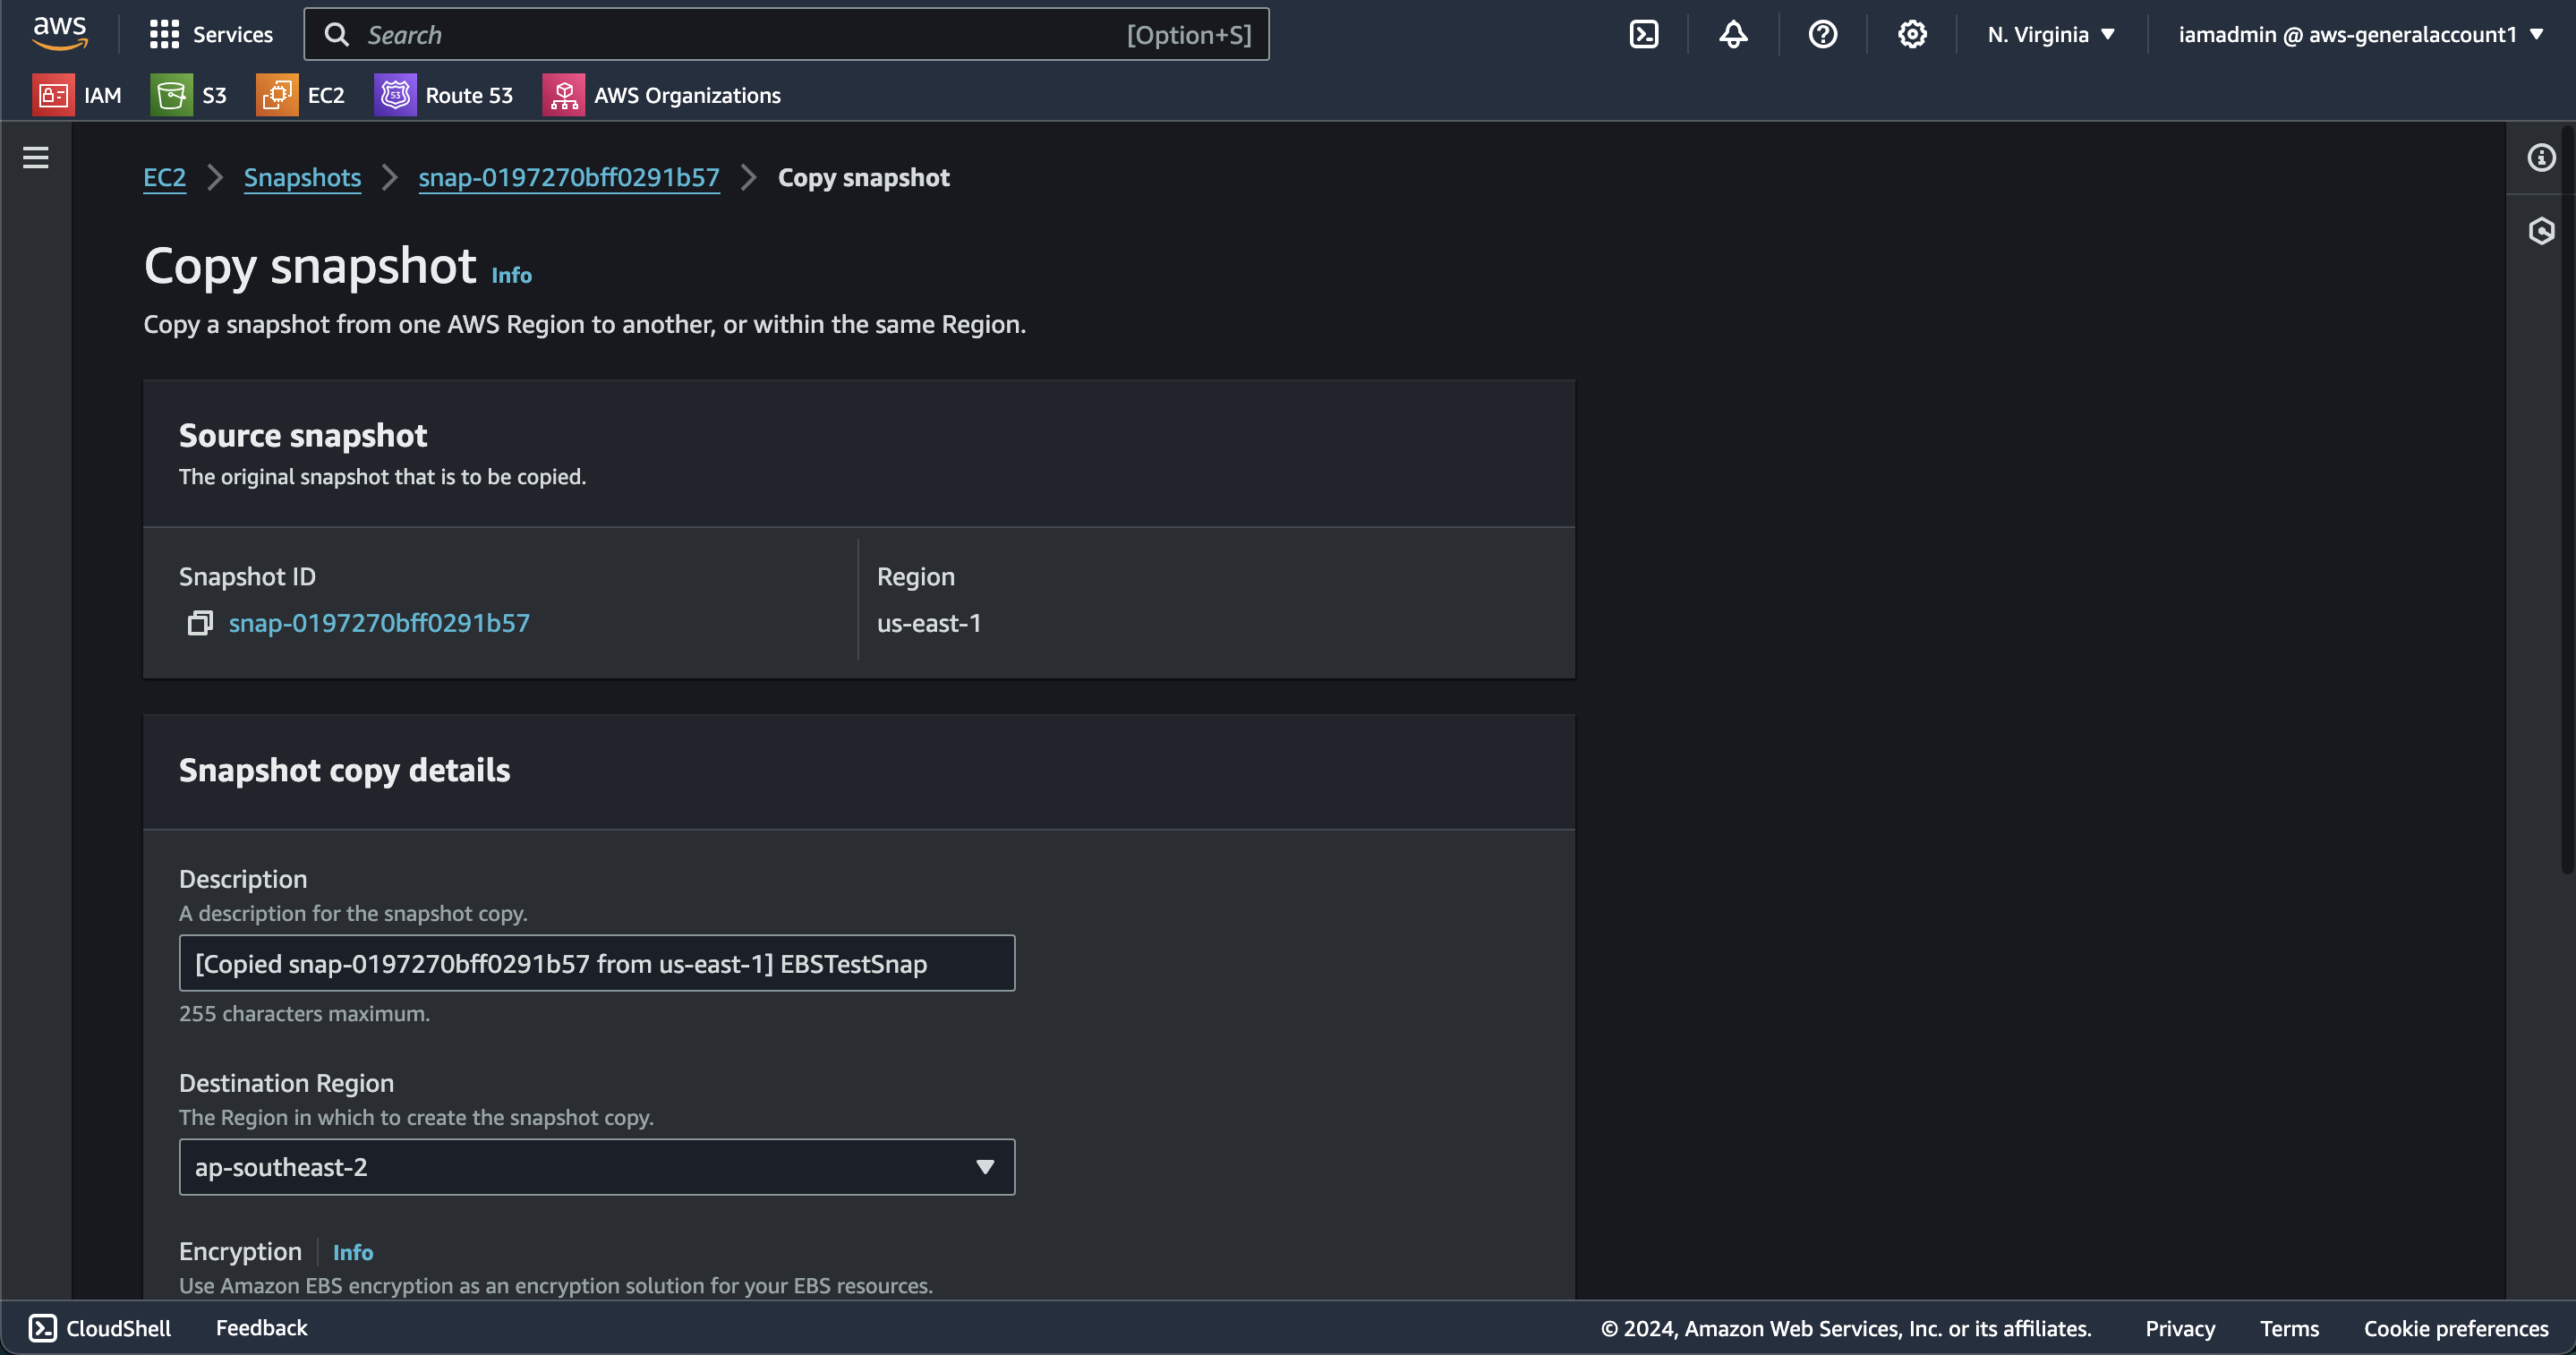 aws Services Search [Option+S] N. Virginia iamadmin @ aws-generalaccount1
IAM S3 EC2 53 Route 53 AWS Organizations
EC2 Snapshots snap-0197270bff0291b57 Copy snapshot
Copy snapshot Info
Copy a snapshot from one AWS Region to another, or within the same Region.
Source snapshot
The original snapshot that is to be copied.
Snapshot ID Region
snap-0197270bff0291b57 us-east-1
Snapshot copy details
Description
A description for the snapshot copy.
[Copied snap-0197270bff0291b57 from us-east-1] EBSTestSnap
255 characters maximum.
Destination Region
The Region in which to create the snapshot copy.
ap-southeast-2
Encryption Info
Use Amazon EBS encryption as an encryption solution for your EBS resources.
CloudShell Feedback © 2024, Amazon Web Services, Inc. or its affiliates. Privacy Terms Cookie preferences